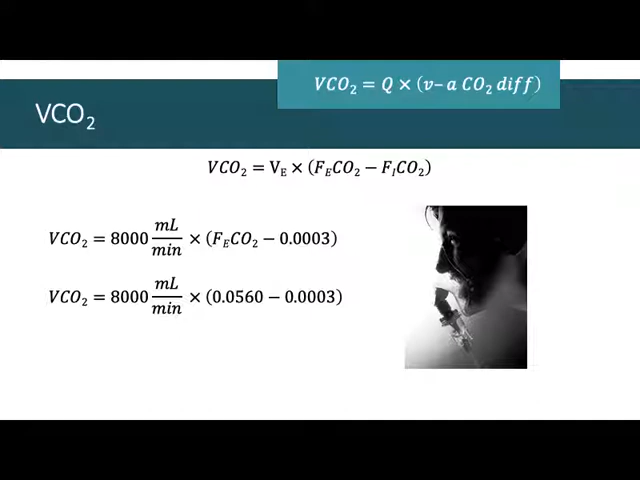 VCO₂ = Q × (v– a CO₂ diff)
VCO₂
VCO₂ = V_E × (F_ECO₂ − F_ICO₂)
VCO₂ = 8000 mL/min × (F_ECO₂ − 0.0003)
VCO₂ = 8000 mL/min × (0.0560 − 0.0003)